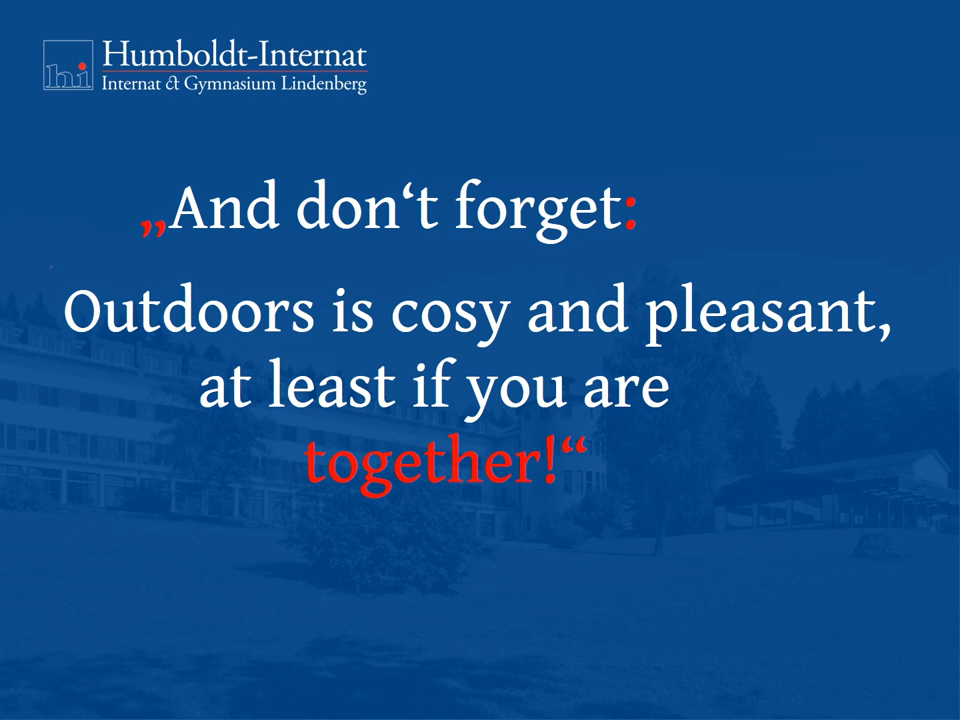 hi
Humboldt-Internat
Internat & Gymnasium Lindenberg
„And don‘t forget:
Outdoors is cosy and pleasant,
at least if you are
together!“